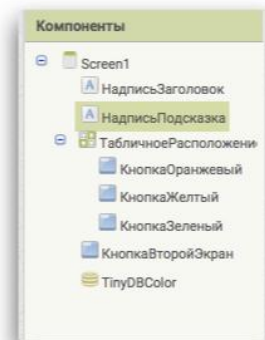 Компоненты
Screen1
НадписьЗаголовок
НадписьПодсказка
ТабличноеРасположени
КнопкаОранжевый
КнопкаЖелтый
КнопкаЗеленый
КнопкаВторойЭкран
TinyDBColor